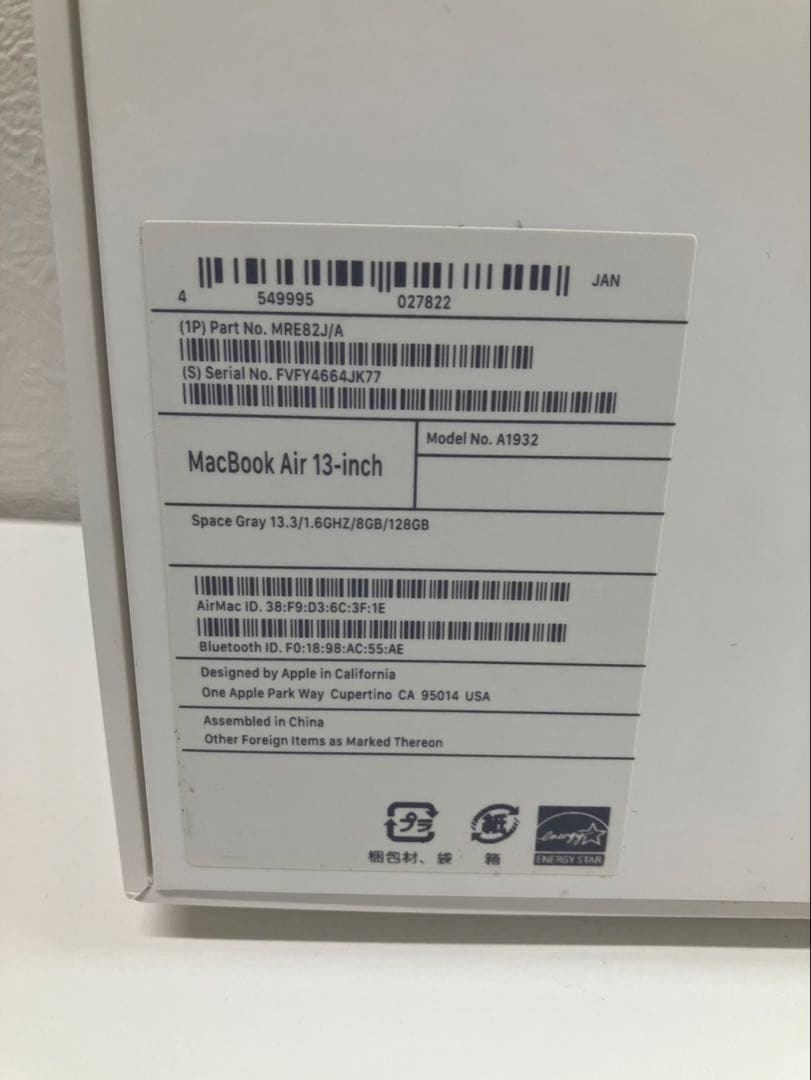 4 549995 027822 JAN
(1P) Part No. MRE82J/A
(S) Serial No. FVFY4664JK77
MacBook Air 13-inch
Model No. A1932
Space Gray 13.3/1.6GHZ/8GB/128GB
AirMac ID. 38:F9:D3:6C:3F:1E
Bluetooth ID. F0:18:98:AC:55:AE
Designed by Apple in California
One Apple Park Way Cupertino CA 95014 USA
Assembled in China
Other Foreign Items as Marked Thereon
プラ
紙
energy
ENERGY STAR
梱包材、袋
箱